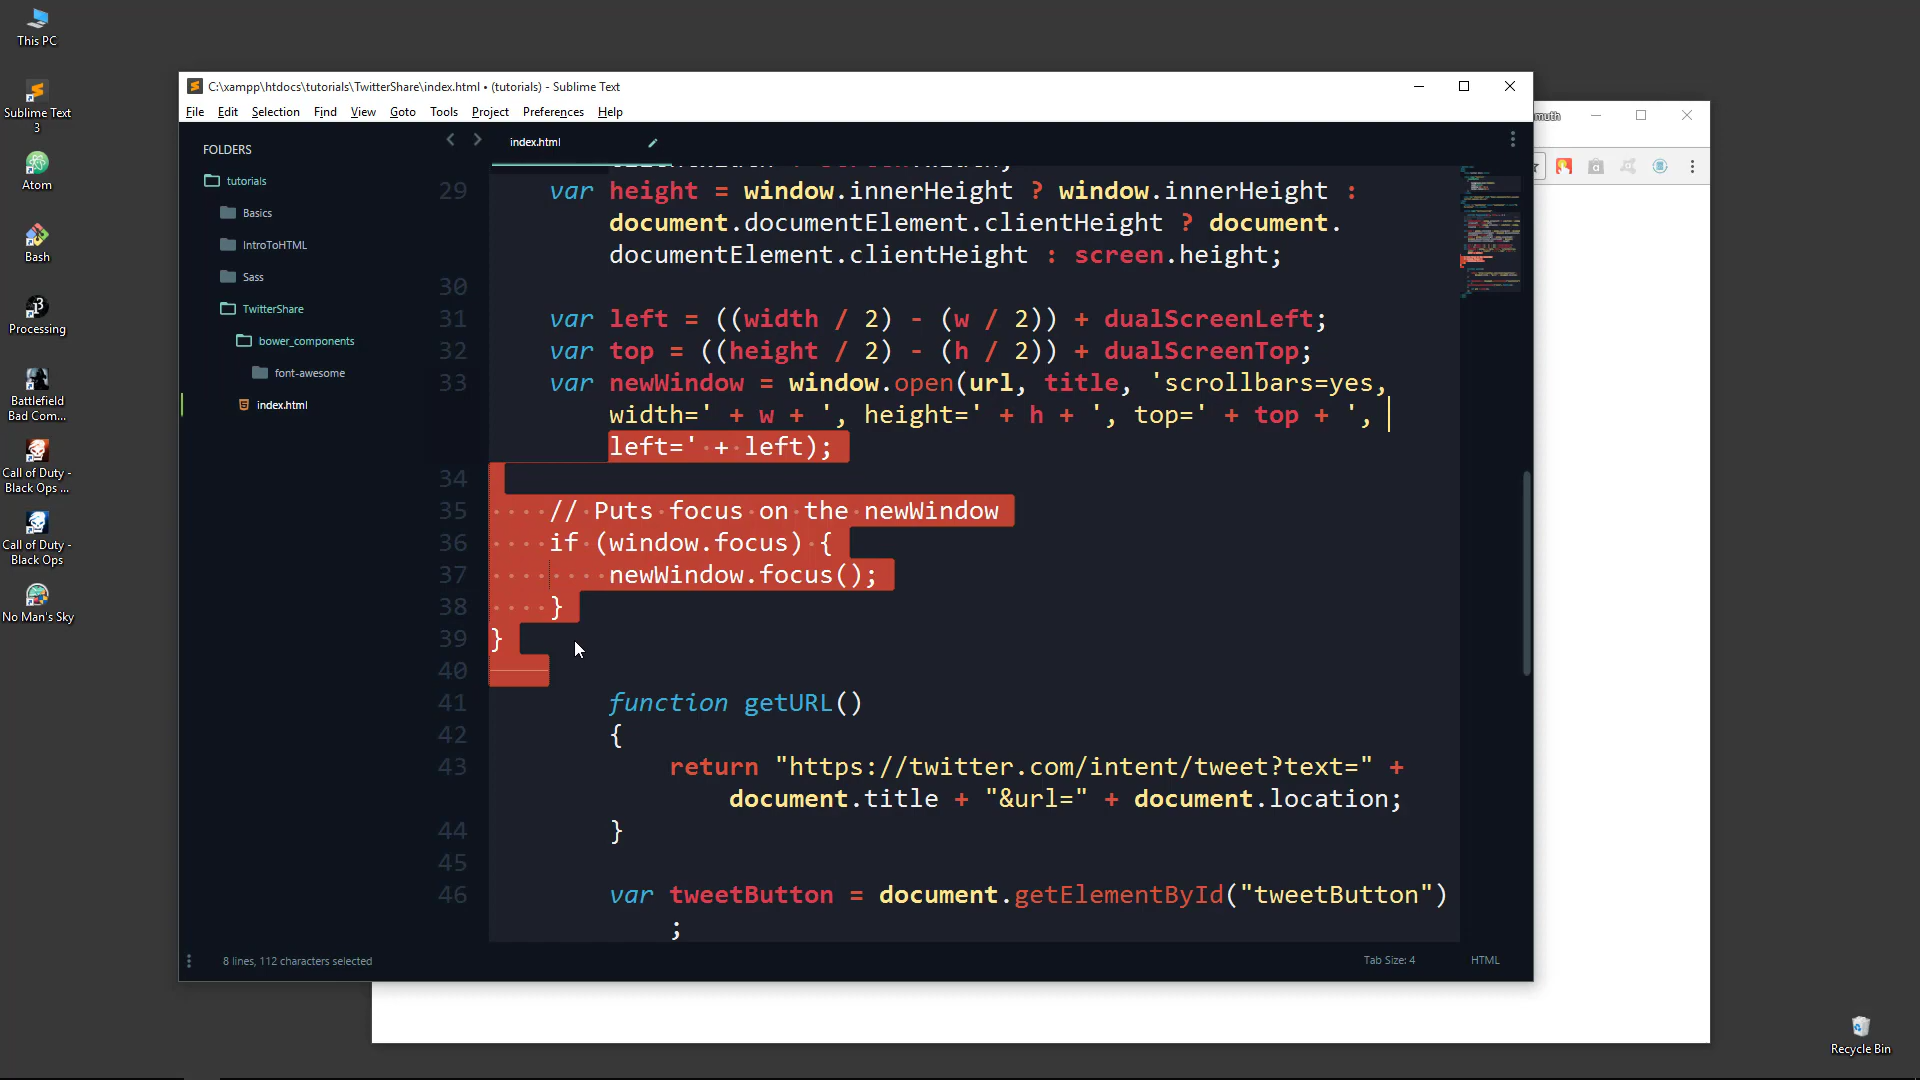 This PC
Sublime Text
3
Atom
Bash
Processing
Battlefield
Bad Com...
Call of Duty -
Black Ops ...
Call of Duty -
Black Ops
No Man's Sky
Recycle Bin
C:\xampp\htdocs\tutorials\TwitterShare\index.html • (tutorials) - Sublime Text
File Edit Selection Find View Goto Tools Project Preferences Help
FOLDERS
tutorials
Basics
IntroToHTML
Sass
TwitterShare
bower_components
font-awesome
index.html
index.html
29 var height = window.innerHeight ? window.innerHeight :
document.documentElement.clientHeight ? document.
documentElement.clientHeight : screen.height;
30
31 var left = ((width / 2) - (w / 2)) + dualScreenLeft;
32 var top = ((height / 2) - (h / 2)) + dualScreenTop;
33 var newWindow = window.open(url, title, 'scrollbars=yes,
width=' + w + ', height=' + h + ', top=' + top + ',
left=' + left);
34
35 // Puts focus on the newWindow
36 if (window.focus) {
37 newWindow.focus();
38 }
39 }
40
41 function getURL()
42 {
43 return "https://twitter.com/intent/tweet?text=" +
document.title + "&url=" + document.location;
44 }
45
46 var tweetButton = document.getElementById("tweetButton")
;
8 lines, 112 characters selected
Tab Size: 4
HTML